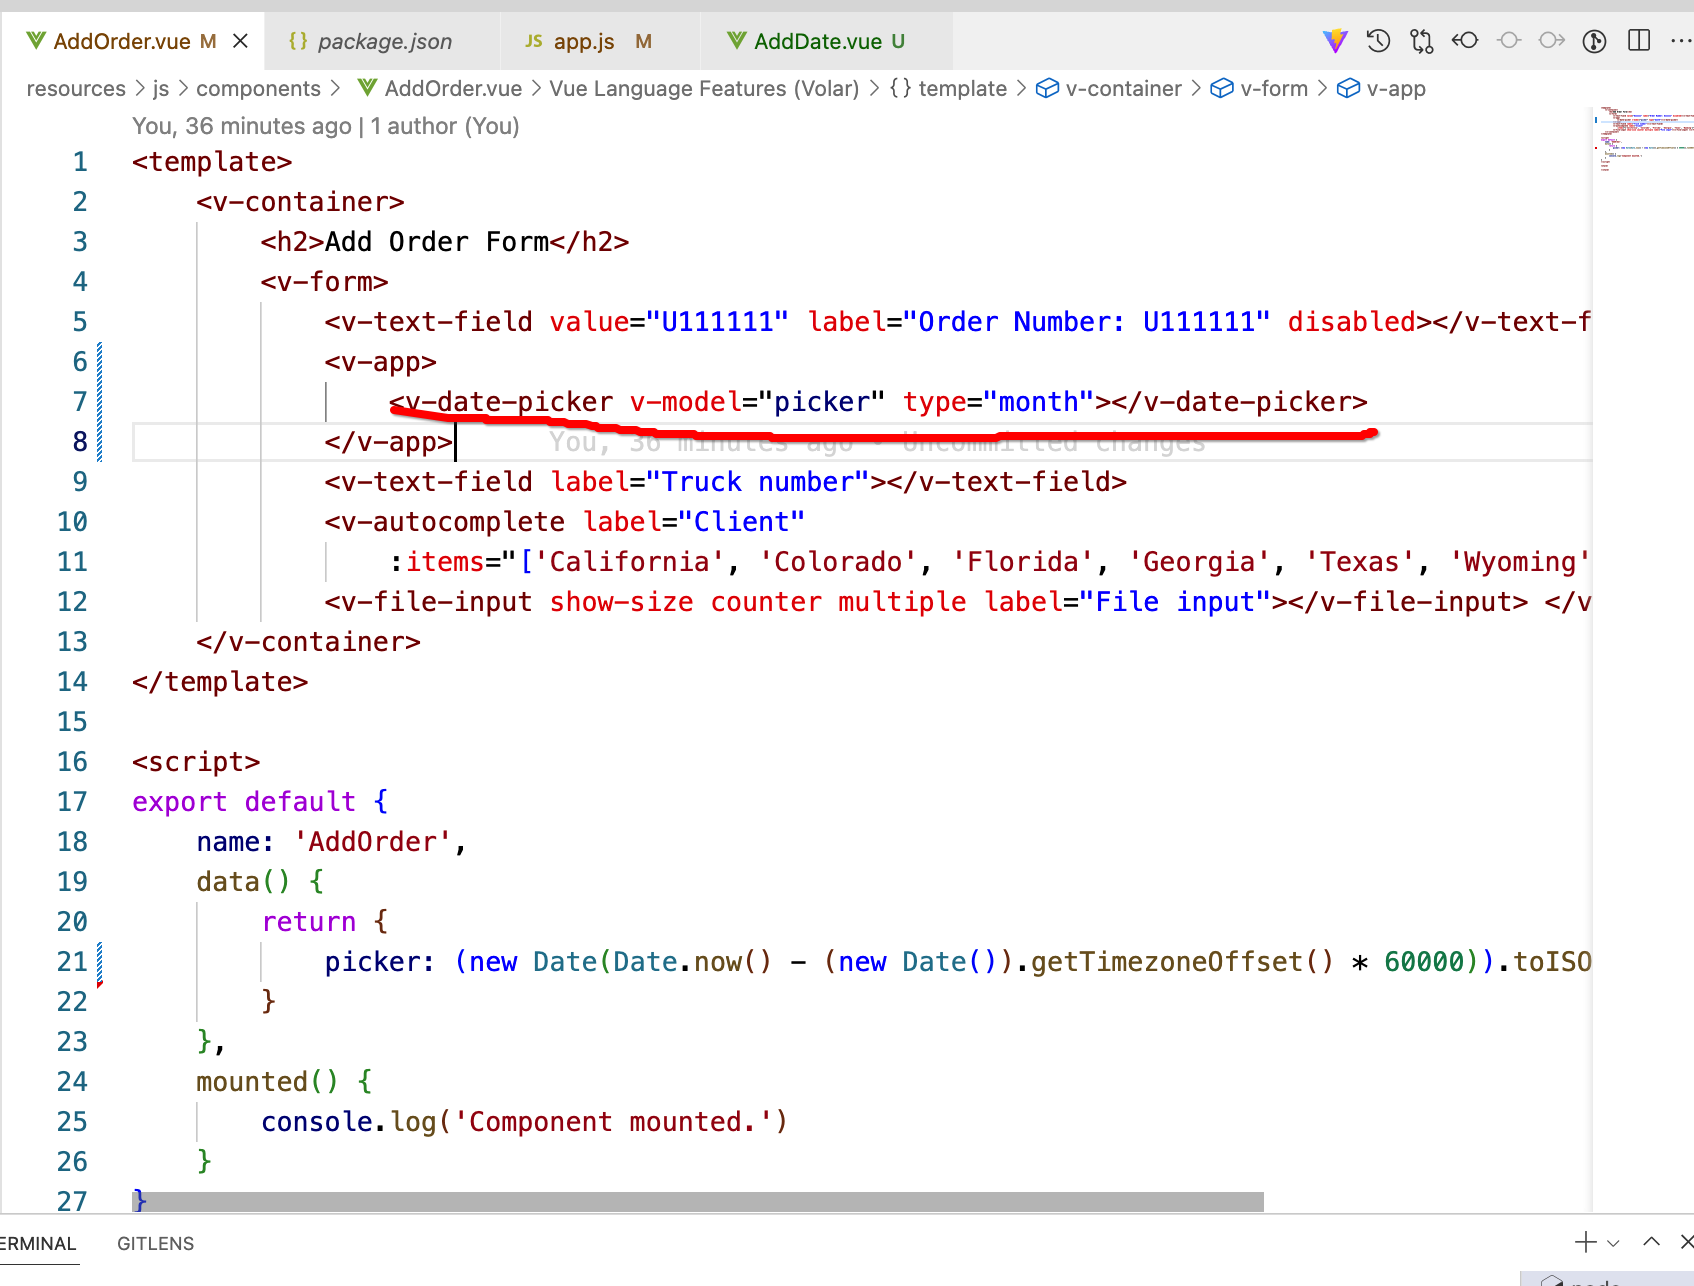 AddOrder.vue M
{} package.json
JS app.js M
AddDate.vue U
resources > js > components > AddOrder.vue > Vue Language Features (Volar) > {} template > v-container > v-form > v-app
You, 36 minutes ago | 1 author (You)
1 <template>
2 <v-container>
3 <h2>Add Order Form</h2>
4 <v-form>
5 <v-text-field value="U111111" label="Order Number: U111111" disabled></v-text-f
6 <v-app>
7 <v-date-picker v-model="picker" type="month"></v-date-picker>
8 </v-app> You, 36 minutes ago • Uncommitted changes
9 <v-text-field label="Truck number"></v-text-field>
10 <v-autocomplete label="Client"
11 :items="['California', 'Colorado', 'Florida', 'Georgia', 'Texas', 'Wyoming'
12 <v-file-input show-size counter multiple label="File input"></v-file-input> </v
13 </v-container>
14 </template>
15
16 <script>
17 export default {
18 name: 'AddOrder',
19 data() {
20 return {
21 picker: (new Date(Date.now() - (new Date()).getTimezoneOffset() * 60000)).toISO
22 }
23 },
24 mounted() {
25 console.log('Component mounted.')
26 }
27 }
ERMINAL
GITLENS